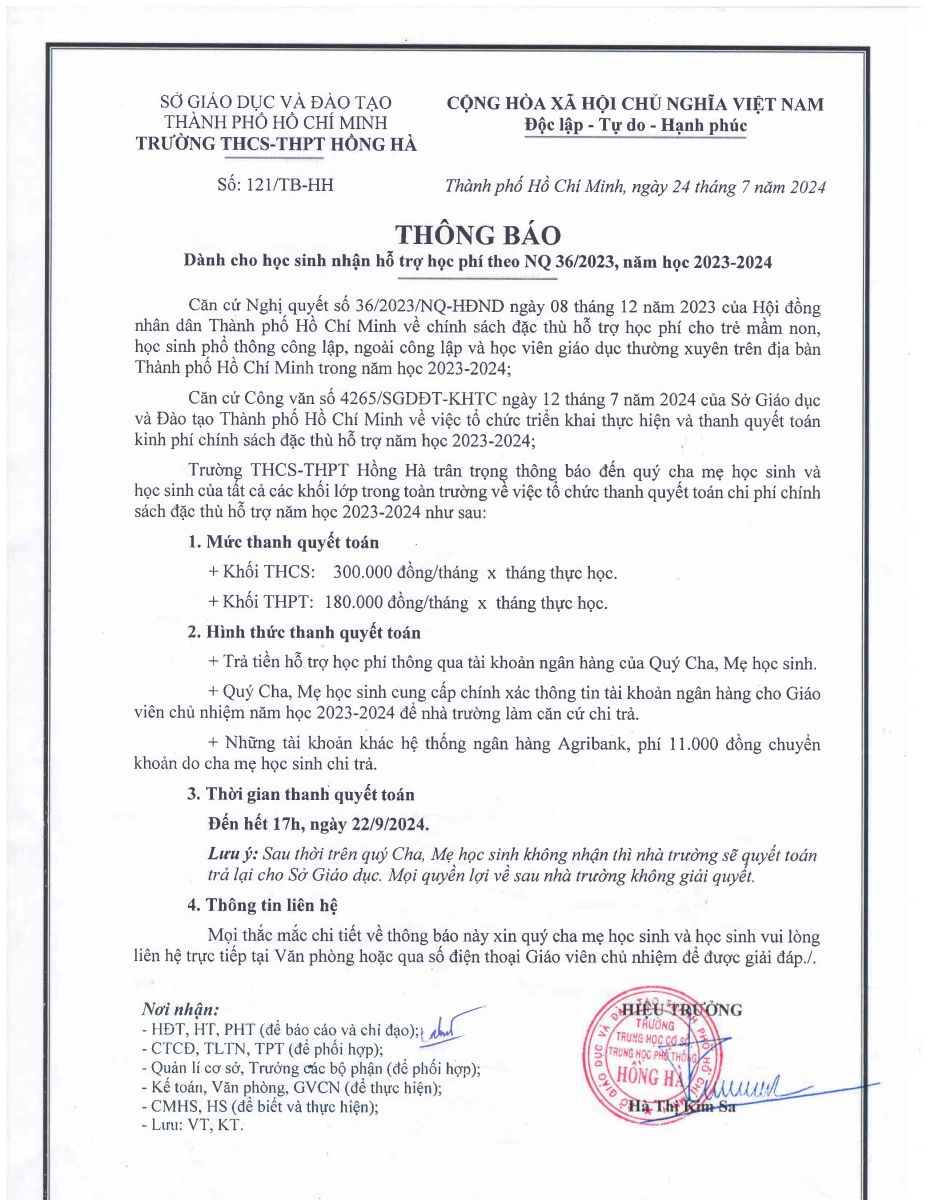 SỞ GIÁO DỤC VÀ ĐÀO TẠO
THÀNH PHỐ HỒ CHÍ MINH
TRƯỜNG THCS-THPT HỒNG HÀ
Số: 121/TB-HH
CỘNG HÒA XÃ HỘI CHỦ NGHĨA VIỆT NAM
Độc lập - Tự do - Hạnh phúc
Thành phố Hồ Chí Minh, ngày 24 tháng 7 năm 2024
THÔNG BÁO
Dành cho học sinh nhận hỗ trợ học phí theo NQ 36/2023, năm học 2023-2024
Căn cứ Nghị quyết số 36/2023/NQ-HĐND ngày 08 tháng 12 năm 2023 của Hội đồng
nhân dân Thành phố Hồ Chí Minh về chính sách đặc thù hỗ trợ học phí cho trẻ mầm non,
học sinh phổ thông công lập, ngoài công lập và học viên giáo dục thường xuyên trên địa bàn
Thành phố Hồ Chí Minh trong năm học 2023-2024;
Căn cứ Công văn số 4265/SGDĐT-KHTC ngày 12 tháng 7 năm 2024 của Sở Giáo dục
và Đào tạo Thành phố Hồ Chí Minh về việc tổ chức triển khai thực hiện và thanh quyết toán
kinh phí chính sách đặc thù hỗ trợ năm học 2023-2024;
Trường THCS-THPT Hồng Hà trân trọng thông báo đến quý cha mẹ học sinh và
học sinh của tất cả các khối lớp trong toàn trường về việc tổ chức thanh quyết toán chi phí chính
sách đặc thù hỗ trợ năm học 2023-2024 như sau:
1. Mức thanh quyết toán
+ Khối THCS: 300.000 đồng/tháng x tháng thực học.
+ Khối THPT: 180.000 đồng/tháng x tháng thực học.
2. Hình thức thanh quyết toán
+ Trả tiền hỗ trợ học phí thông qua tài khoản ngân hàng của Quý Cha, Mẹ học sinh.
+ Quý Cha, Mẹ học sinh cung cấp chính xác thông tin tài khoản ngân hàng cho Giáo
viên chủ nhiệm năm học 2023-2024 để nhà trường làm căn cứ chi trả.
+ Những tài khoản khác hệ thống ngân hàng Agribank, phí 11.000 đồng chuyển
khoản do cha mẹ học sinh chi trả.
3. Thời gian thanh quyết toán
Đến hết 17h, ngày 22/9/2024.
Lưu ý: Sau thời trên quý Cha, Mẹ học sinh không nhận thì nhà trường sẽ quyết toán
trả lại cho Sở Giáo dục. Mọi quyền lợi về sau nhà trường không giải quyết.
4. Thông tin liên hệ
Mọi thắc mắc chi tiết về thông báo này xin quý cha mẹ học sinh và học sinh vui lòng
liên hệ trực tiếp tại Văn phòng hoặc qua số điện thoại Giáo viên chủ nhiệm để được giải đáp./.
Nơi nhận:
- HĐT, HT, PHT (để báo cáo và chỉ đạo);
- CTCĐ, TLTN, TPT (để phối hợp);
- Quản lí cơ sở, Trưởng các bộ phận (để phối hợp);
- Kế toán, Văn phòng, GVCN (để thực hiện);
- CMHS, HS (để biết và thực hiện);
- Lưu: VT, KT.
HIỆU TRƯỞNG
SỞ GIÁO DỤC VÀ ĐÀO TẠO THÀNH PHỐ HỒ CHÍ MINH
TRƯỜNG
TRUNG HỌC CƠ SỞ
TRUNG HỌC PHỔ THÔNG
HỒNG HÀ
Hà Thị Kim Sa